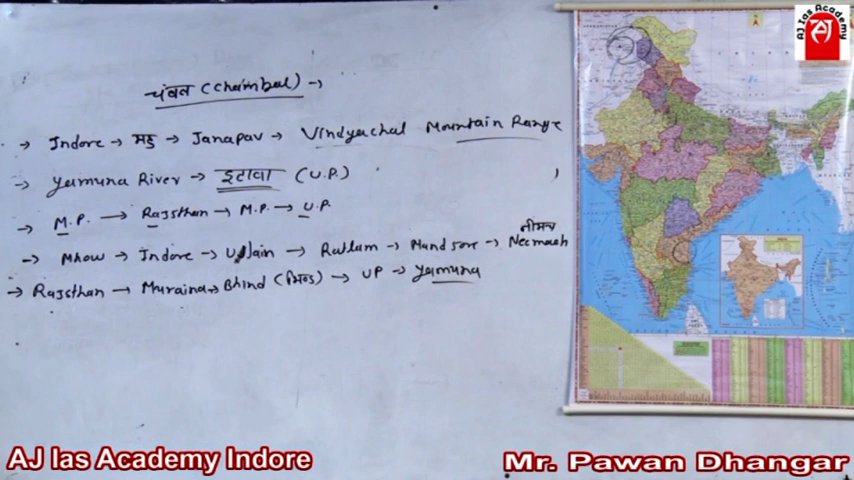 चंबल (Chambal) →
→ Indore → महु → Janapav → Vindyachal Mountain Range
→ Yamuna River → इटावा (U.P.)
→ M.P. → Rajsthan → M.P. → U.P.
नीमच
→ Mhow → Indore → Ujjain → Ratlam → Mandsore → Neemach
→ Rajsthan → Muraina → Bhind (भिण्ड) → UP → Yamuna
AJ Ias Academy
AJ Ias Academy Indore
Mr. Pawan Dhangar